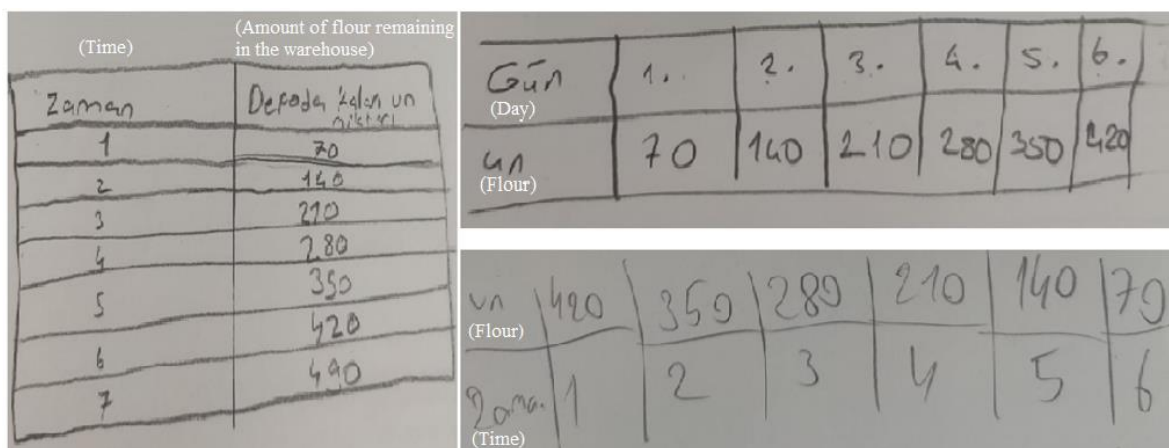 (Time)
(Amount of flour remaining
in the warehouse)
Zaman
Depoda kalan un
miktarı
1 70
2 140
3 210
4 280
5 350
6 420
7 490
Gün 1. 2. 3. 4. 5. 6.
(Day)
un 70 140 210 280 350 420
(Flour)
un 420 350 280 210 140 70
(Flour)
Zama. 1 2 3 4 5 6
(Time)